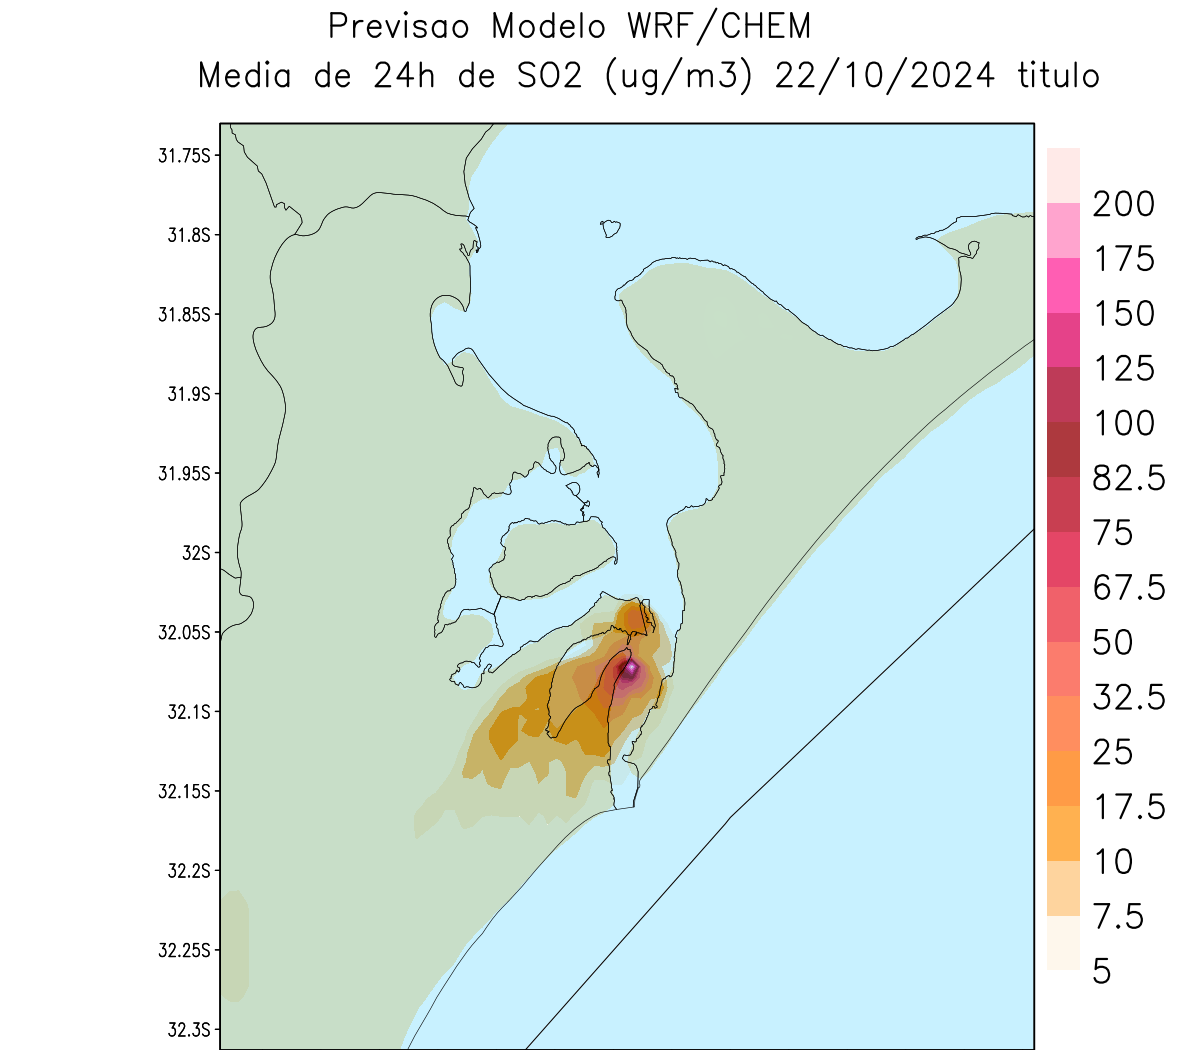 Previsao Modelo WRF/CHEM
Media de 24h de SO2 (ug/m3) 22/10/2024 titulo
31.75S
31.8S
31.85S
31.9S
31.95S
32S
32.05S
32.1S
32.15S
32.2S
32.25S
32.3S
200
175
150
125
100
82.5
75
67.5
50
32.5
25
17.5
10
7.5
5